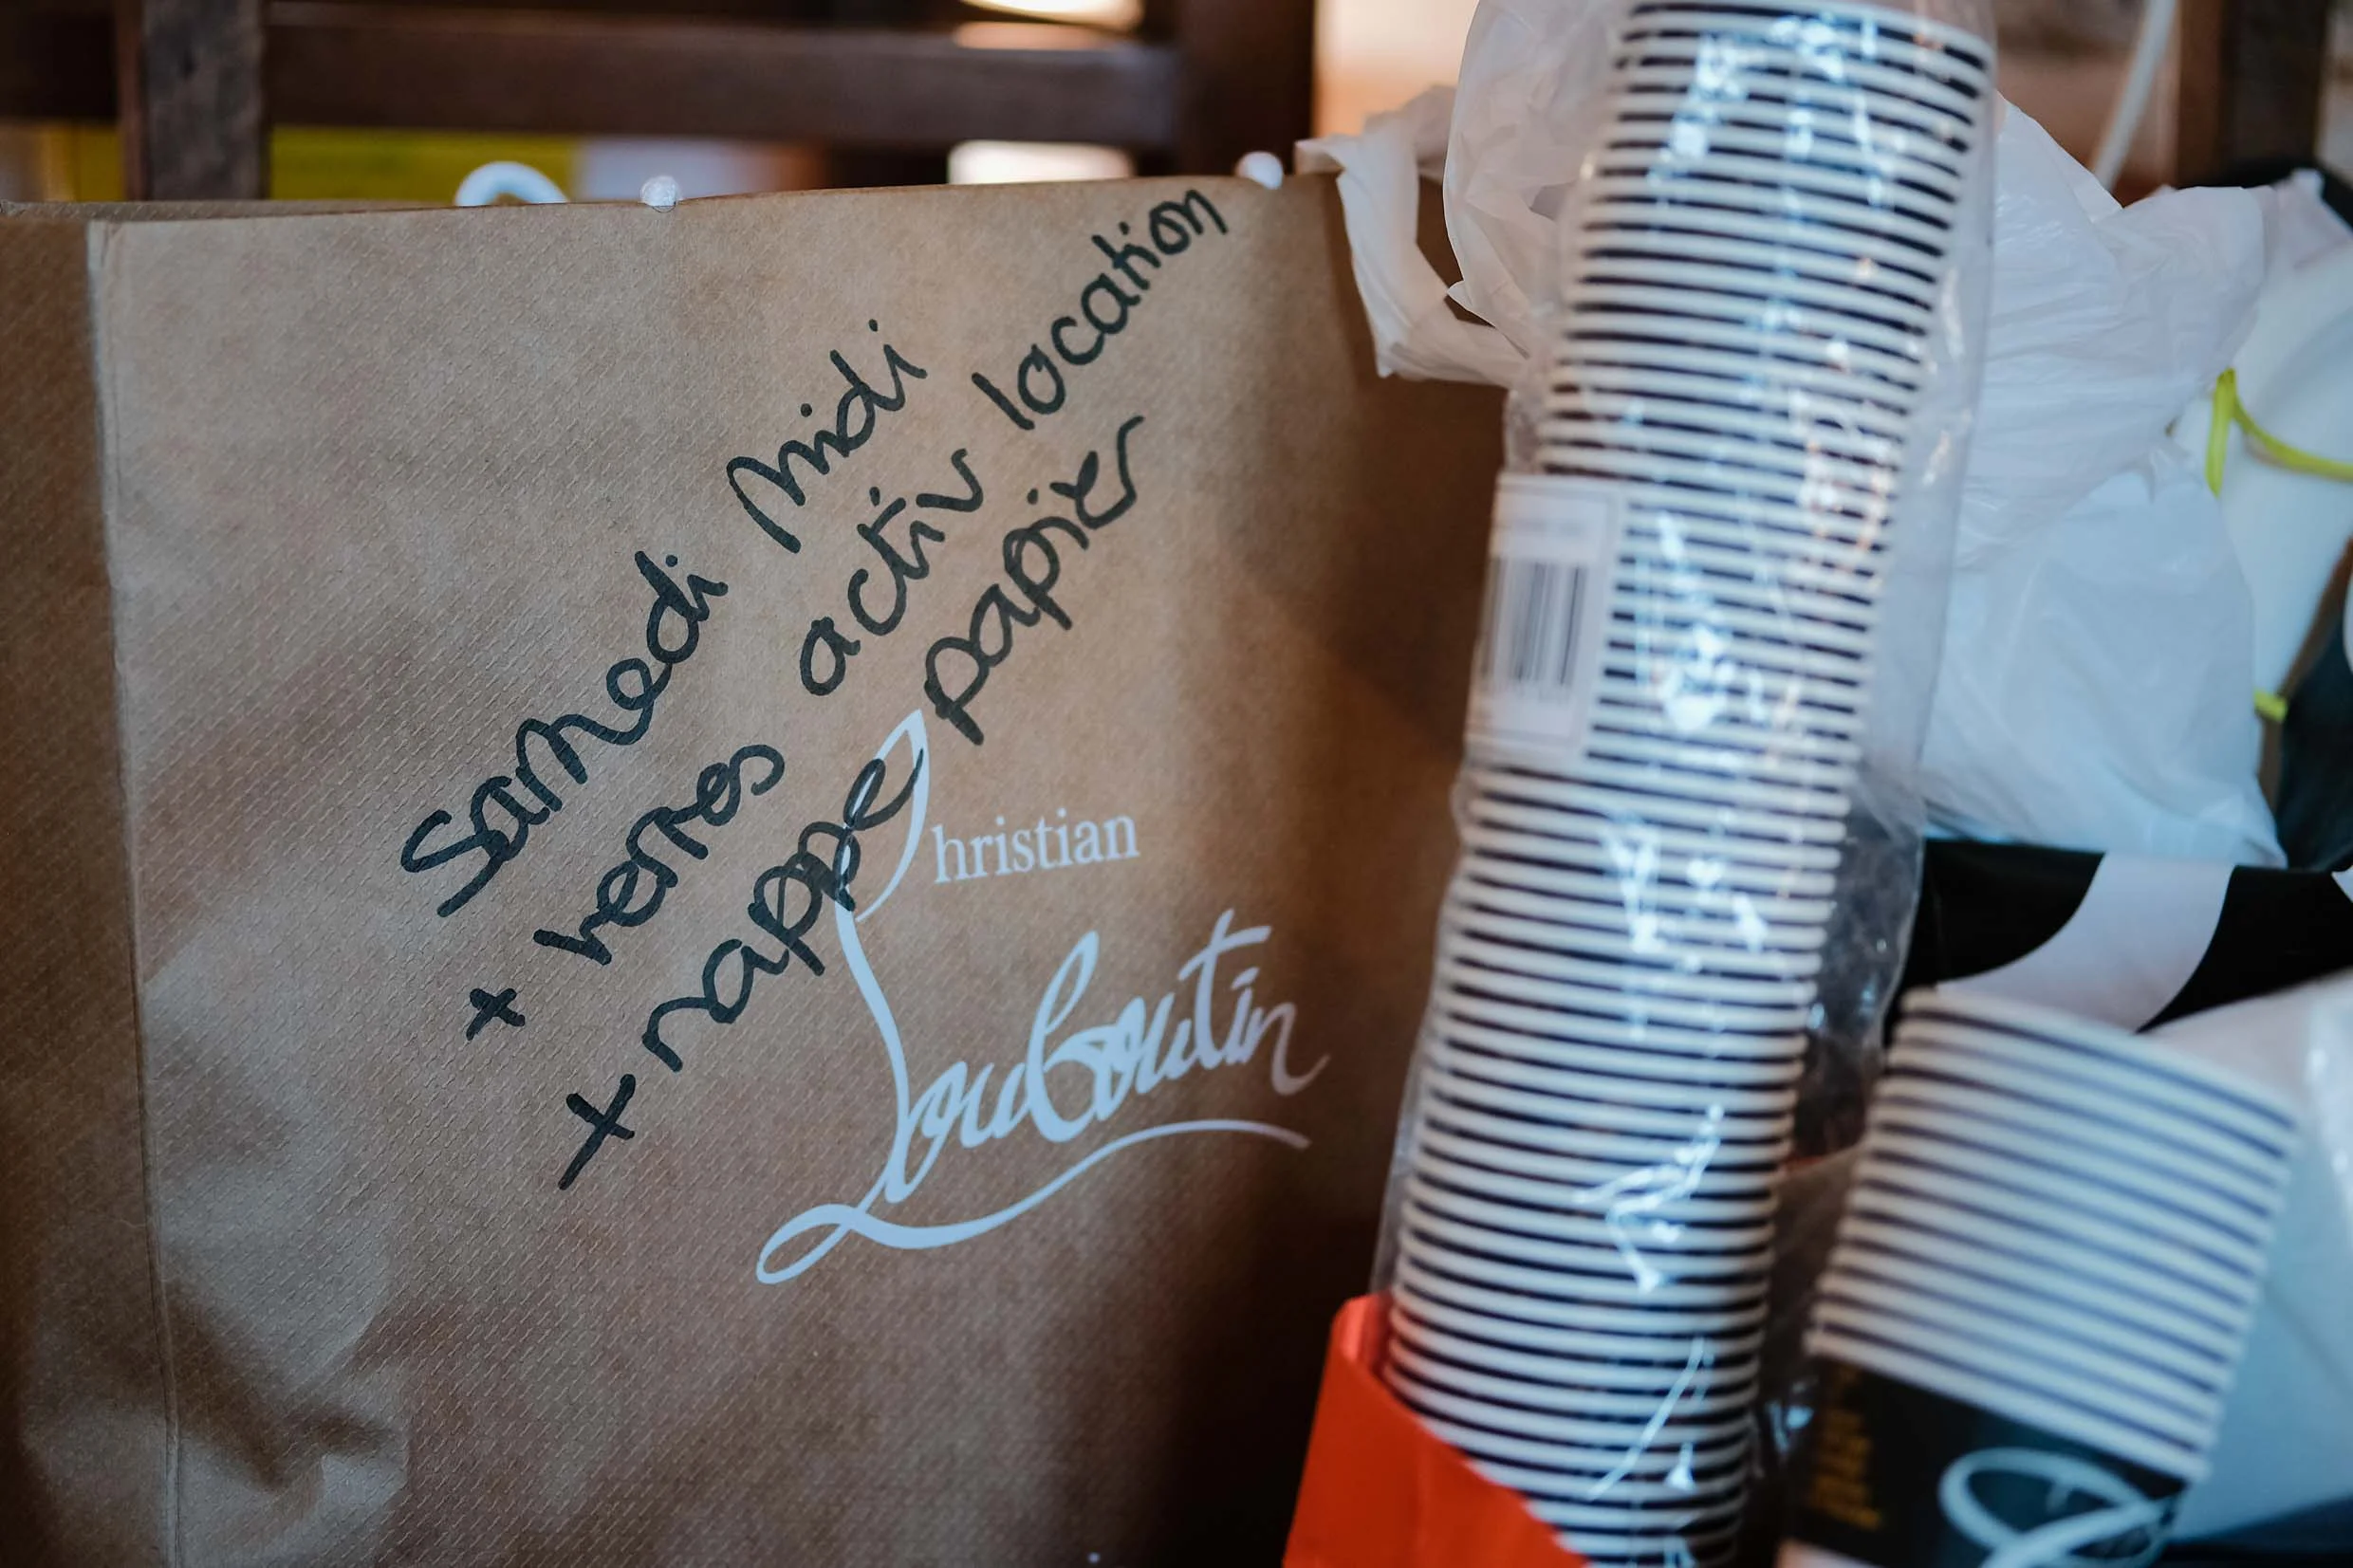 Samedi Midi
+ verres activ location
+ nappe papier
Christian
Louboutin